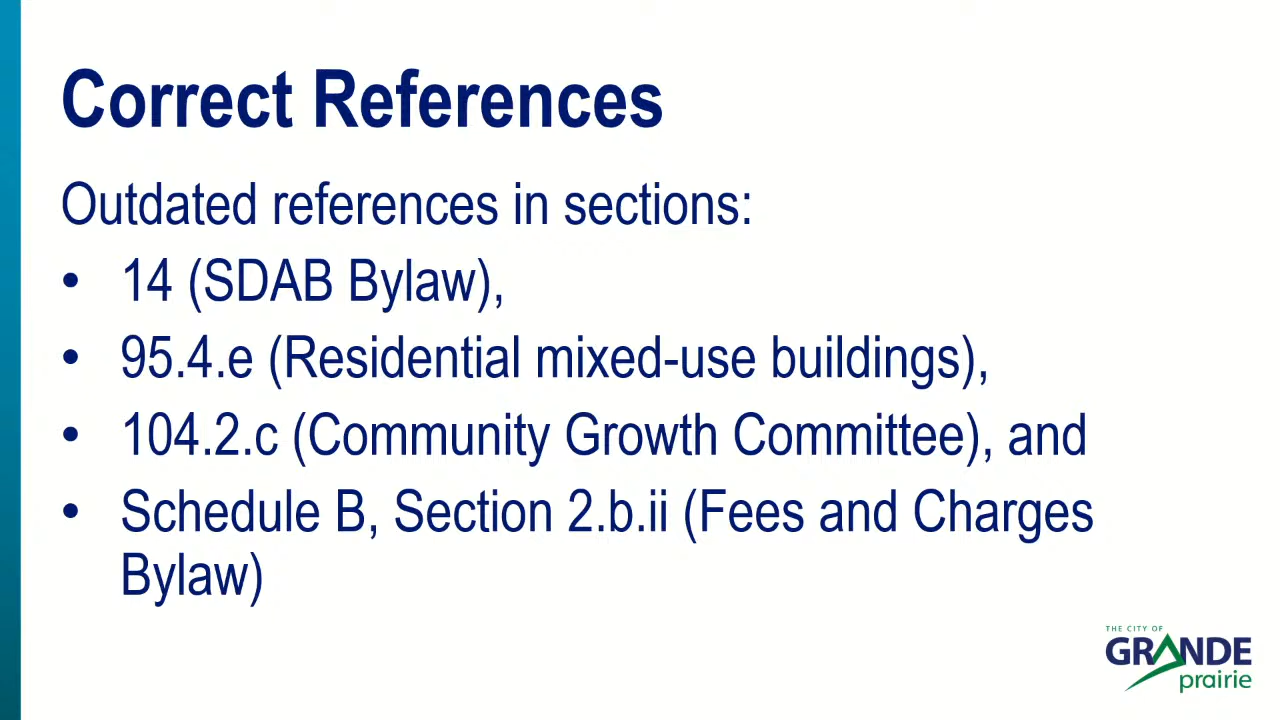 Correct References
Outdated references in sections:
• 14 (SDAB Bylaw),
• 95.4.e (Residential mixed-use buildings),
• 104.2.c (Community Growth Committee), and
• Schedule B, Section 2.b.ii (Fees and Charges
Bylaw)
THE CITY OF
GRANDE
prairie